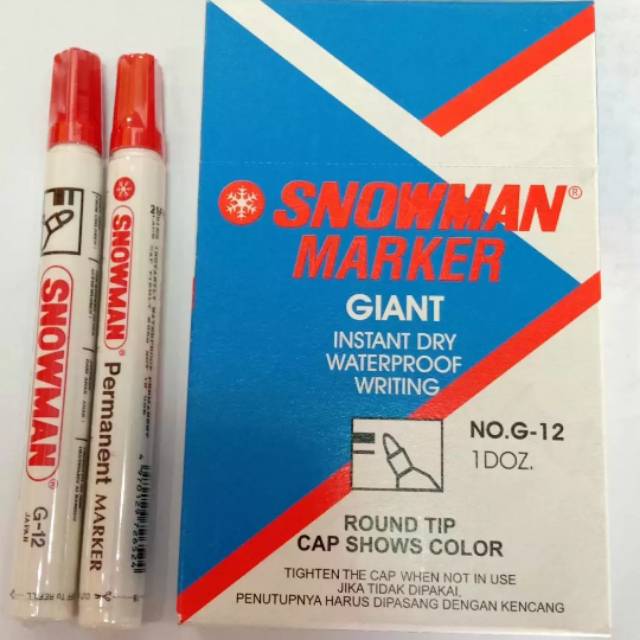 SNOWMAN®
G-12
JAPAN
SNOWMAN®
Permanent MARKER
SNOWMAN®
MARKER
GIANT
INSTANT DRY
WATERPROOF
WRITING
NO.G-12
1DOZ.
ROUND TIP
CAP SHOWS COLOR
TIGHTEN THE CAP WHEN NOT IN USE
JIKA TIDAK DIPAKAI,
PENUTUPNYA HARUS DIPASANG DENGAN KENCANG